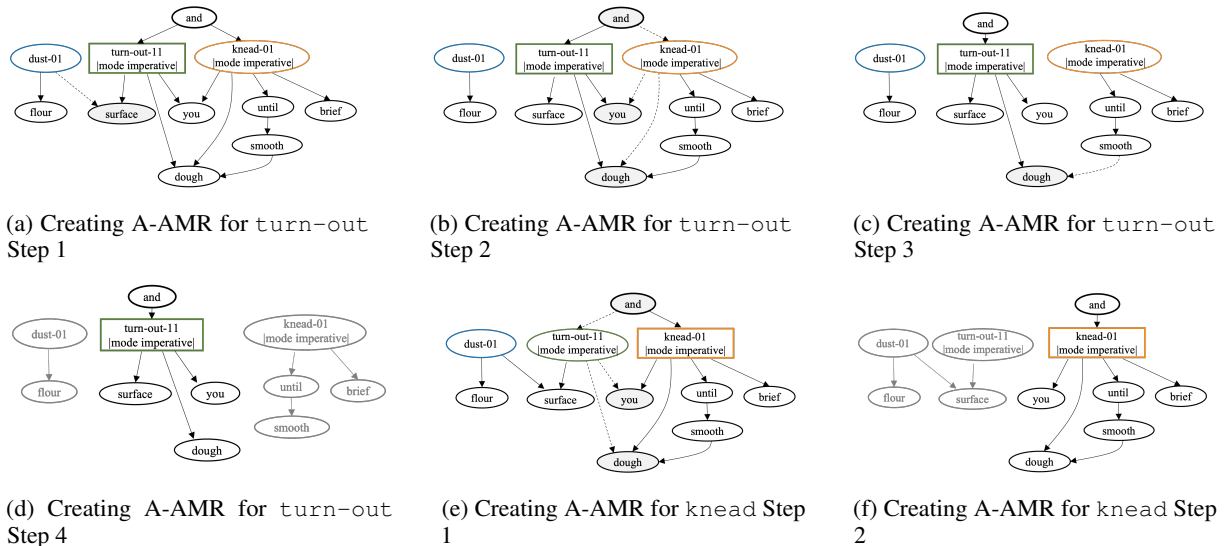 and
dust-01
turn-out-11
|mode imperative|
knead-01
|mode imperative|
flour
surface
you
until
brief
smooth
dough
(a) Creating A-AMR for turn-out
Step 1
and
dust-01
turn-out-11
|mode imperative|
knead-01
|mode imperative|
flour
surface
you
until
brief
smooth
dough
(b) Creating A-AMR for turn-out
Step 2
and
dust-01
turn-out-11
|mode imperative|
knead-01
|mode imperative|
flour
surface
you
until
brief
smooth
dough
(c) Creating A-AMR for turn-out
Step 3
and
dust-01
turn-out-11
|mode imperative|
knead-01
|mode imperative|
flour
surface
you
until
brief
smooth
dough
(d) Creating A-AMR for turn-out
Step 4
and
dust-01
turn-out-11
|mode imperative|
knead-01
|mode imperative|
flour
surface
you
until
brief
smooth
dough
(e) Creating A-AMR for knead Step
1
and
dust-01
turn-out-11
|mode imperative|
knead-01
|mode imperative|
flour
surface
you
until
brief
smooth
dough
(f) Creating A-AMR for knead Step
2